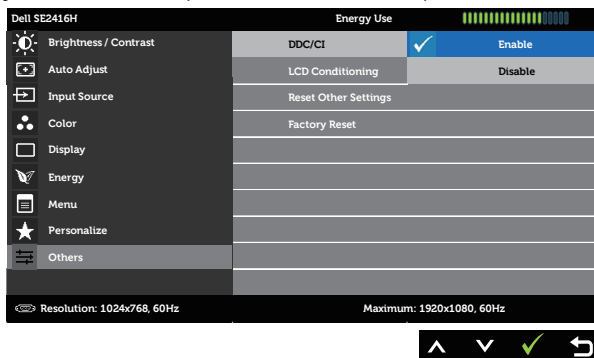 Dell SE2416H Energy Use
Brightness / Contrast DDC/CI Enable
Auto Adjust LCD Conditioning Disable
Input Source Reset Other Settings
Color Factory Reset
Display
Energy
Menu
Personalize
Others
Resolution: 1024x768, 60Hz Maximum: 1920x1080, 60Hz